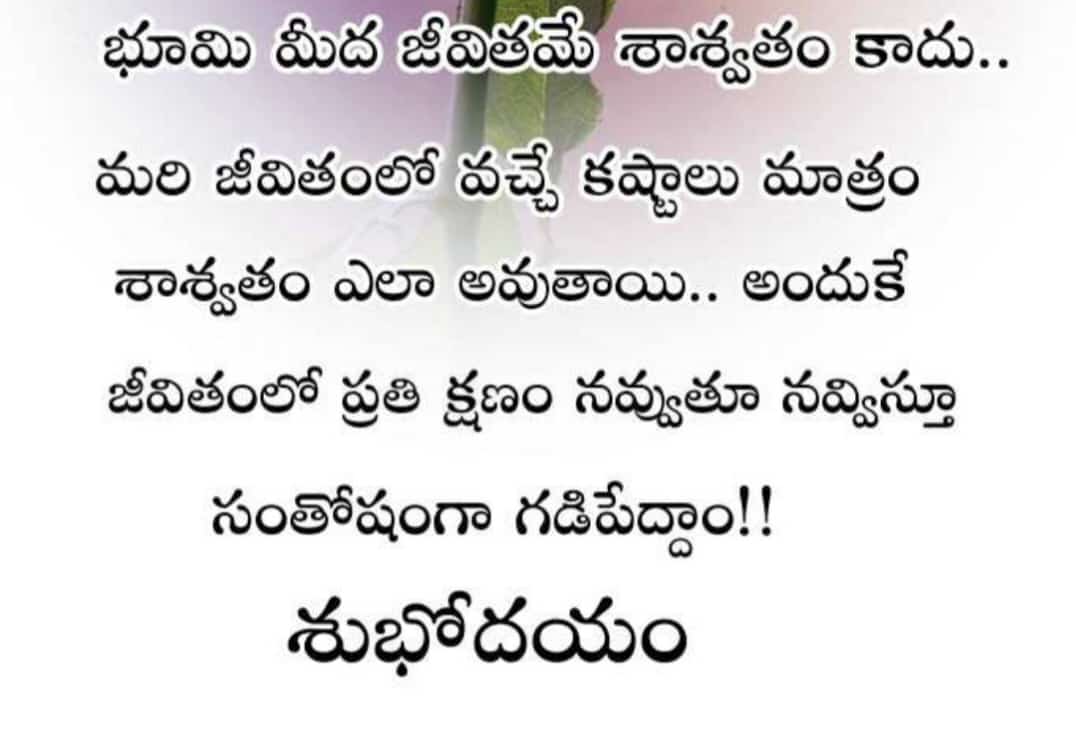 భూమి మీద జీవితమే శాశ్వతం కాదు..
మరి జీవితంలో వచ్చే కష్టాలు మాత్రం
శాశ్వతం ఎలా అవుతాయి.. అందుకే
జీవితంలో ప్రతి క్షణం నవ్వుతూ నవ్విస్తూ
సంతోషంగా గడిపేద్దాం!!
శుభోదయం